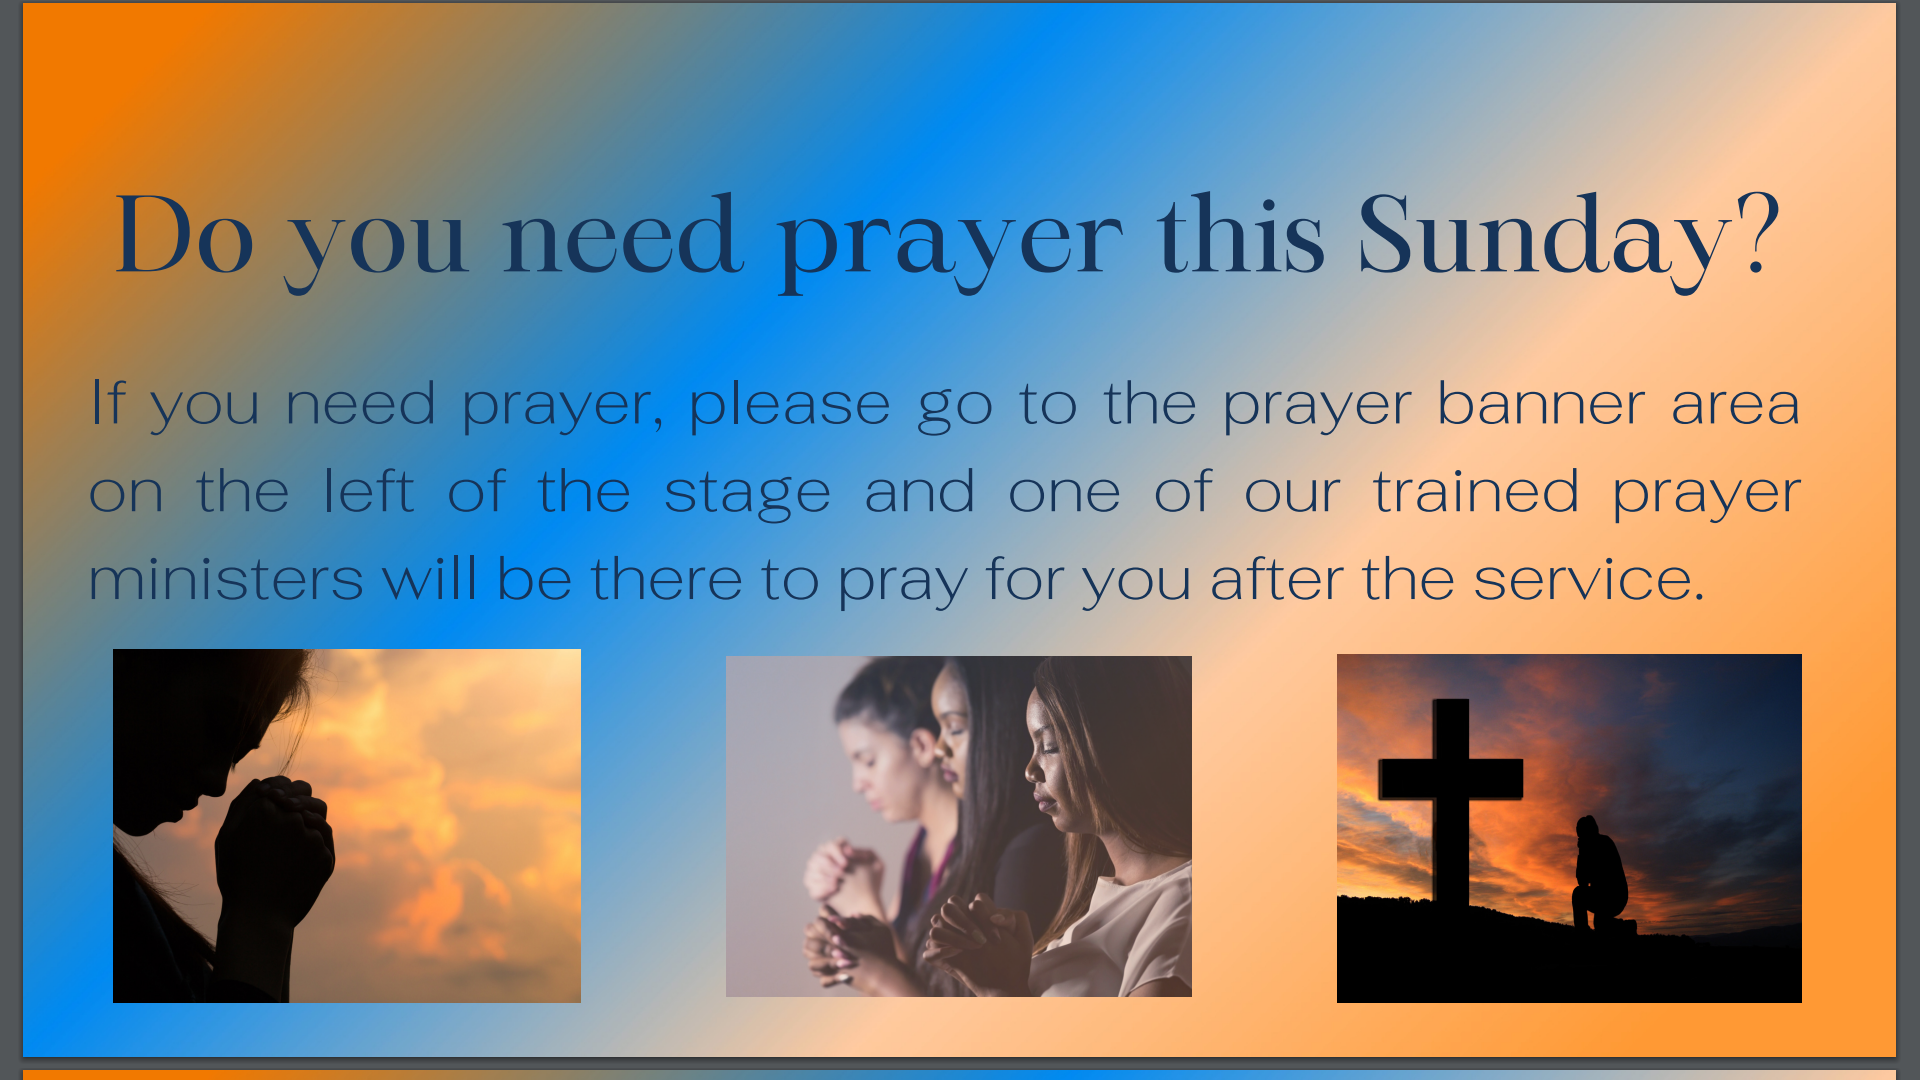 Do you need prayer this Sunday?
If you need prayer, please go to the prayer banner area
on the left of the stage and one of our trained prayer
ministers will be there to pray for you after the service.